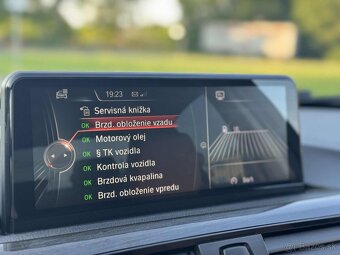 19:23
Servisná knižka
OK Brzd. obloženie vzadu
OK Motorový olej
OK § TK vozidla
OK Kontrola vozidla
OK Brzdová kvapalina
OK Brzd. obloženie vpredu
Start